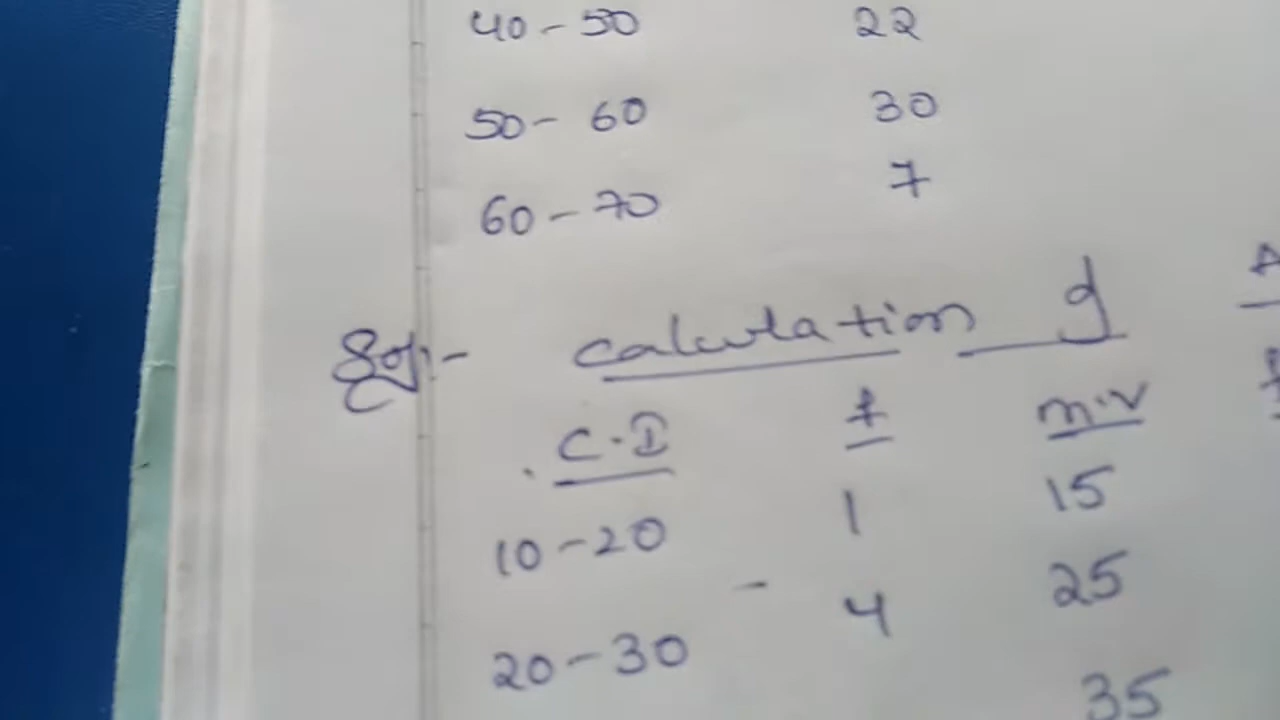 40 - 50 22
50 - 60 30
60 - 70 7
Sol:- Calculation of
C.I f m.v
10 - 20 1 15
20 - 30 - 4 25
35